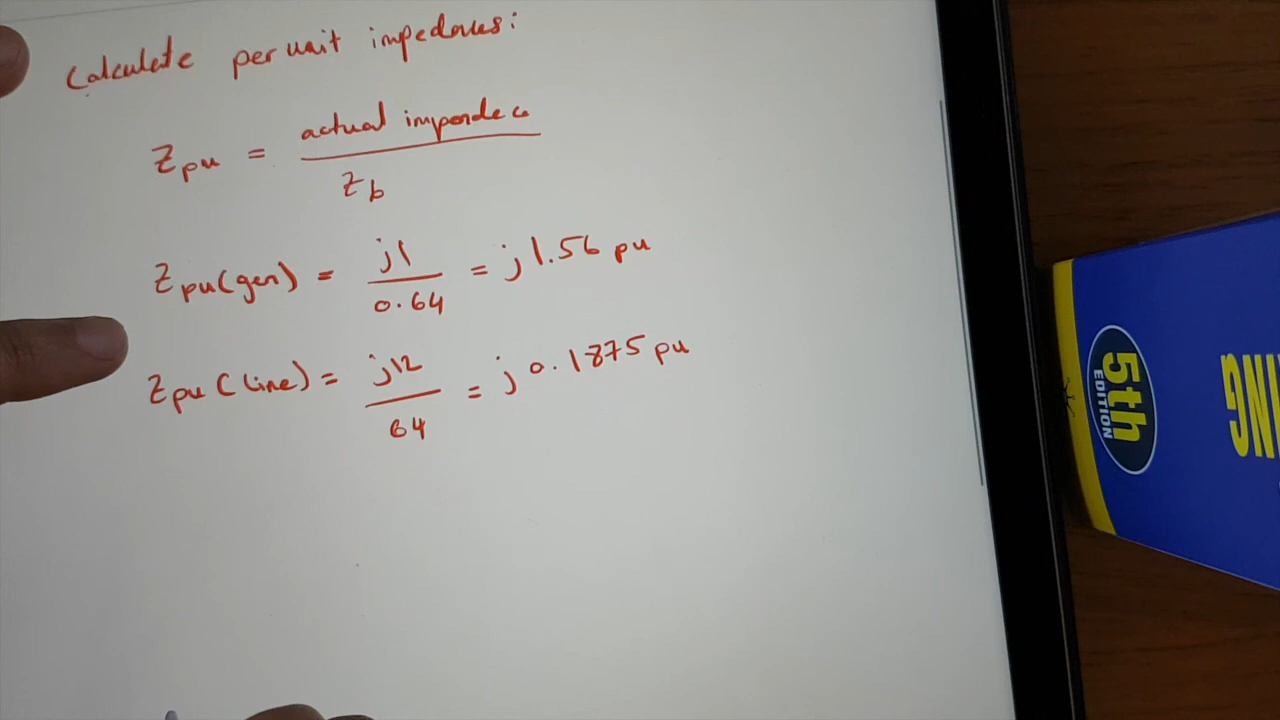 Calculate per unit impedances:
Zpu = actual impendec / Zb
Zpu(gen) = j1 / 0.64 = j1.56 pu
Zpu(line) = j12 / 64 = j0.1875 pu
5th
EDITION